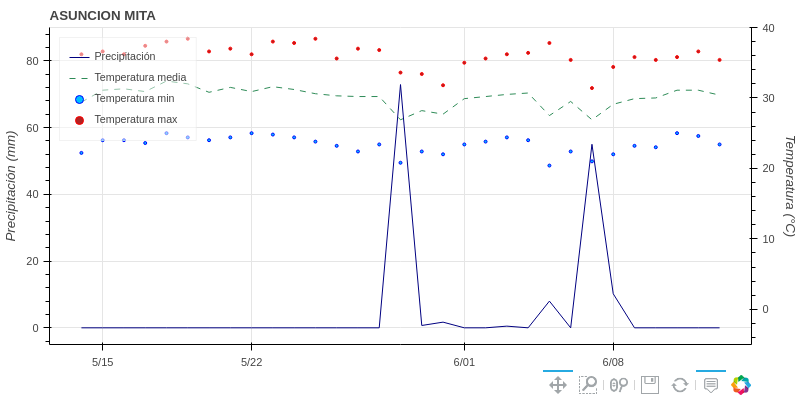 ASUNCION MITA
Precipitación
Temperatura media
Temperatura min
Temperatura max
Precipitación (mm)
80
60
40
20
0
40
30
20
10
0
Temperatura (°C)
5/15
5/22
6/01
6/08